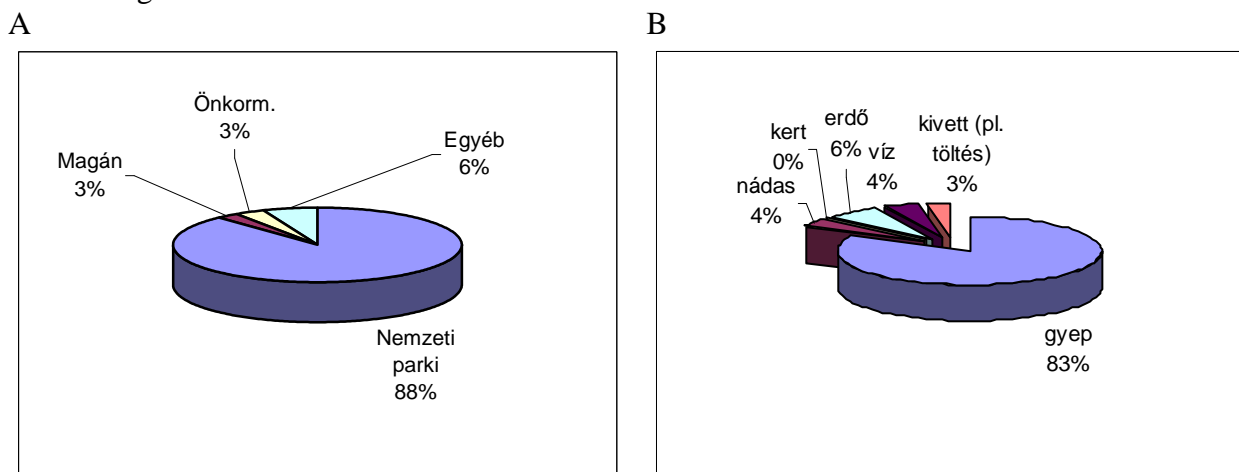 A
B
Önkorm.
3%
Magán
3%
Egyéb
6%
Nemzeti
parki
88%
kert
0%
erdő
6%
víz
4%
kivett (pl.
töltés)
3%
nádas
4%
gyep
83%